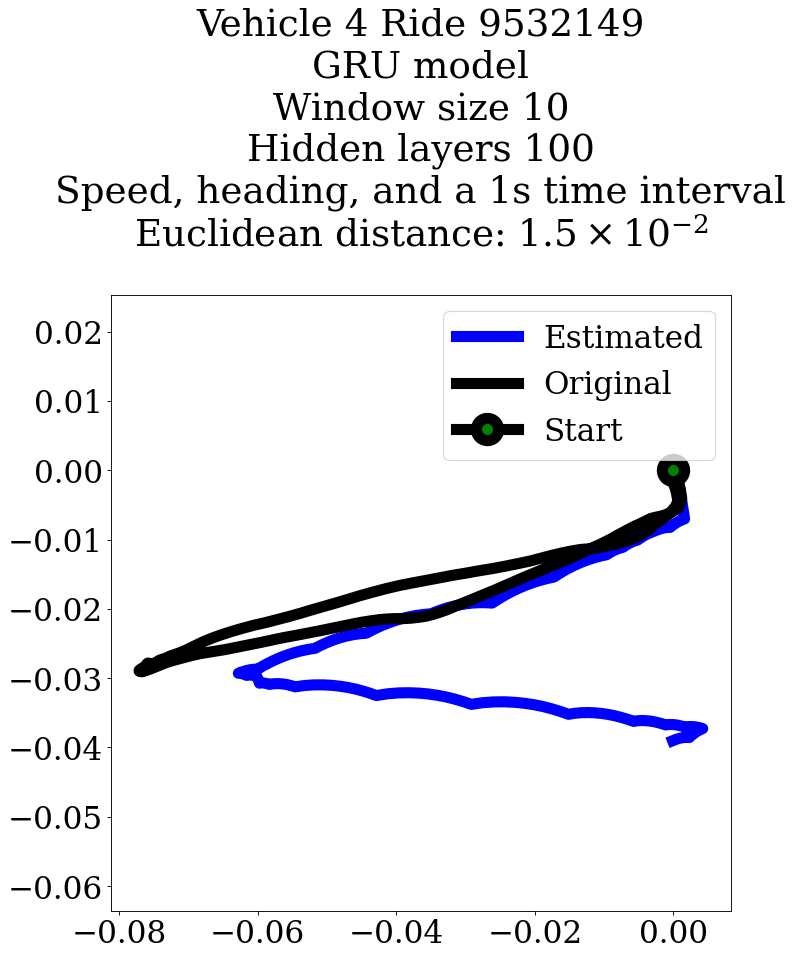 Vehicle 4 Ride 9532149
GRU model
Window size 10
Hidden layers 100
Speed, heading, and a 1s time interval
Euclidean distance: 1.5 × 10⁻²
Estimated
Original
Start
0.02
0.01
0.00
−0.01
−0.02
−0.03
−0.04
−0.05
−0.06
−0.08 −0.06 −0.04 −0.02 0.00